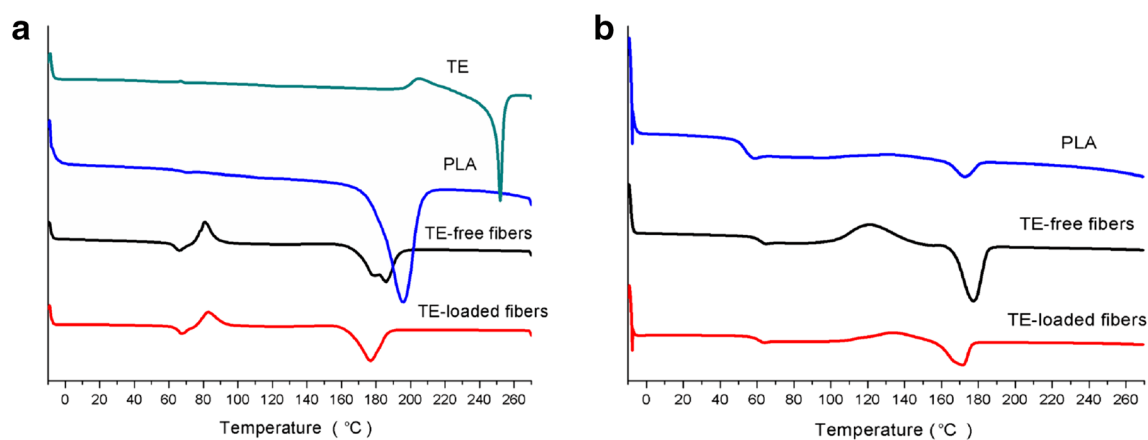 a
TE
PLA
TE-free fibers
TE-loaded fibers
0 20 40 60 80 100 120 140 160 180 200 220 240 260
Temperature ( °C )
b
PLA
TE-free fibers
TE-loaded fibers
0 20 40 60 80 100 120 140 160 180 200 220 240 260
Temperature ( °C )